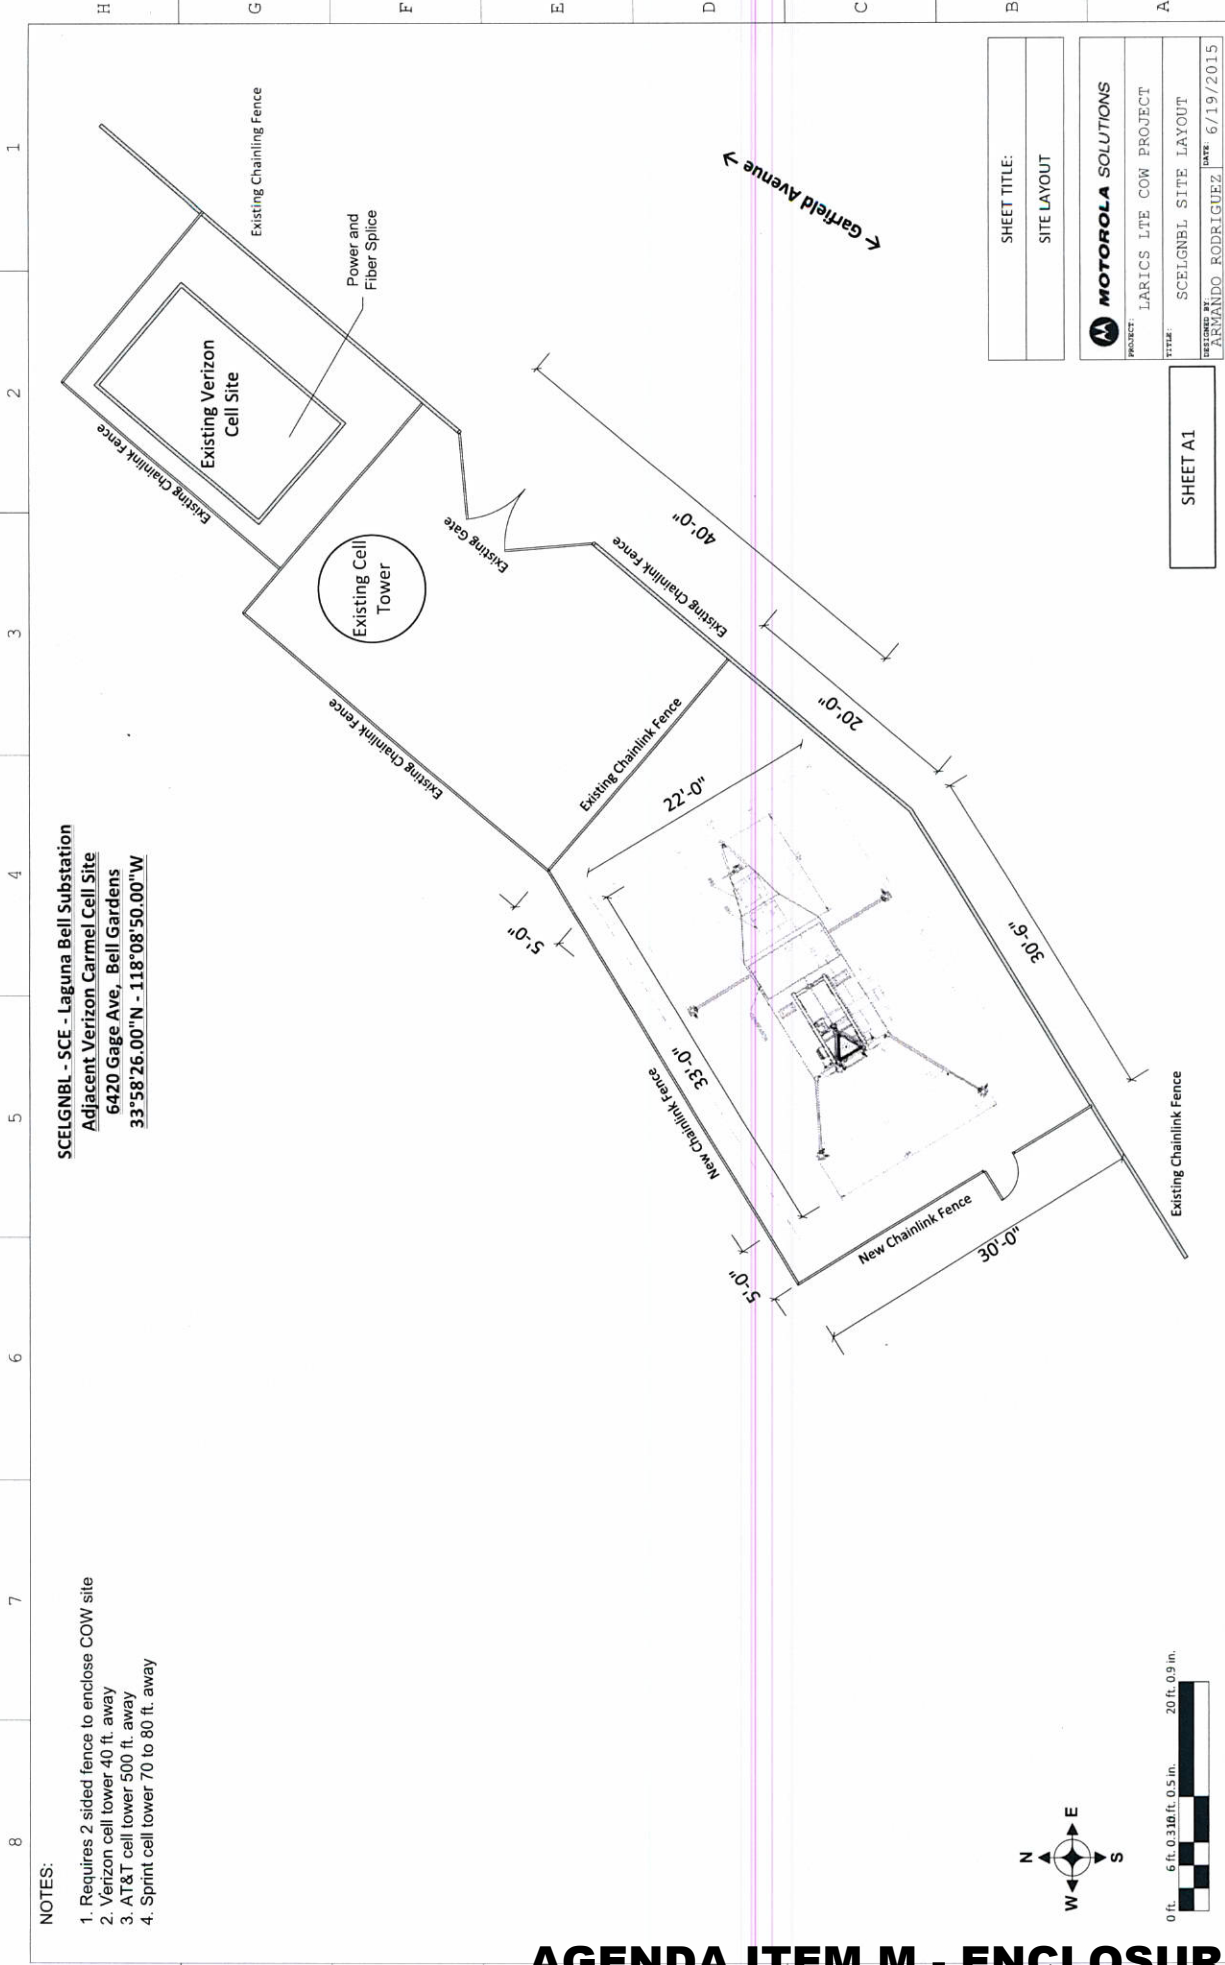 NOTES:
1. Requires 2 sided fence to enclose COW site
2. Verizon cell tower 40 ft. away
3. AT&T cell tower 500 ft. away
4. Sprint cell tower 70 to 80 ft. away
SCELGNBL - SCE - Laguna Bell Substation
Adjacent Verizon Carmel Cell Site
6420 Gage Ave, Bell Gardens
33°58'26.00"N - 118°08'50.00"W
8
7
6
5
4
3
2
1
H
G
F
E
D
C
B
A
Existing Chainlink Fence
Existing Verizon
Cell Site
Existing Chainling Fence
Power and
Fiber Splice
Existing Cell
Tower
Existing Gate
Existing Chainlink Fence
Existing Chainlink Fence
Existing Chainlink Fence
40'-0"
20'-0"
22'-0"
5'-0"
33'-0"
New Chainlink Fence
30'-6"
5'-0"
New Chainlink Fence
30'-0"
Existing Chainlink Fence
← Garfield Avenue →
N
W
E
S
0 ft.
6 ft.
0.5 in.
20 ft. 0.9 in.
SHEET A1
SHEET TITLE:
SITE LAYOUT
MOTOROLA SOLUTIONS
PROJECT:
LARICS LTE COW PROJECT
TITLE:
SCELGNBL SITE LAYOUT
DESIGNED BY:
ARMANDO RODRIGUEZ
DATE:
6/19/2015
AGENDA ITEM M - ENCLOSUR